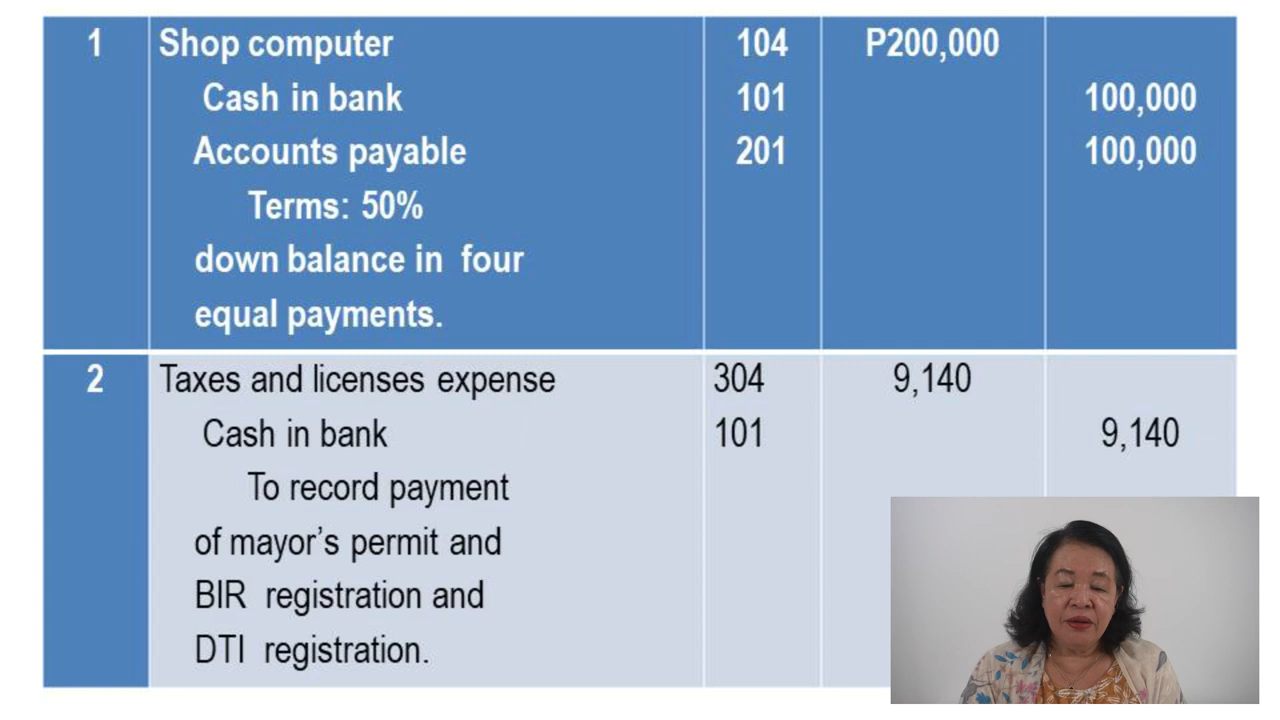 1 Shop computer 104 P200,000
Cash in bank 101 100,000
Accounts payable 201 100,000
Terms: 50%
down balance in four
equal payments.
2 Taxes and licenses expense 304 9,140
Cash in bank 101 9,140
To record payment
of mayor’s permit and
BIR registration and
DTI registration.